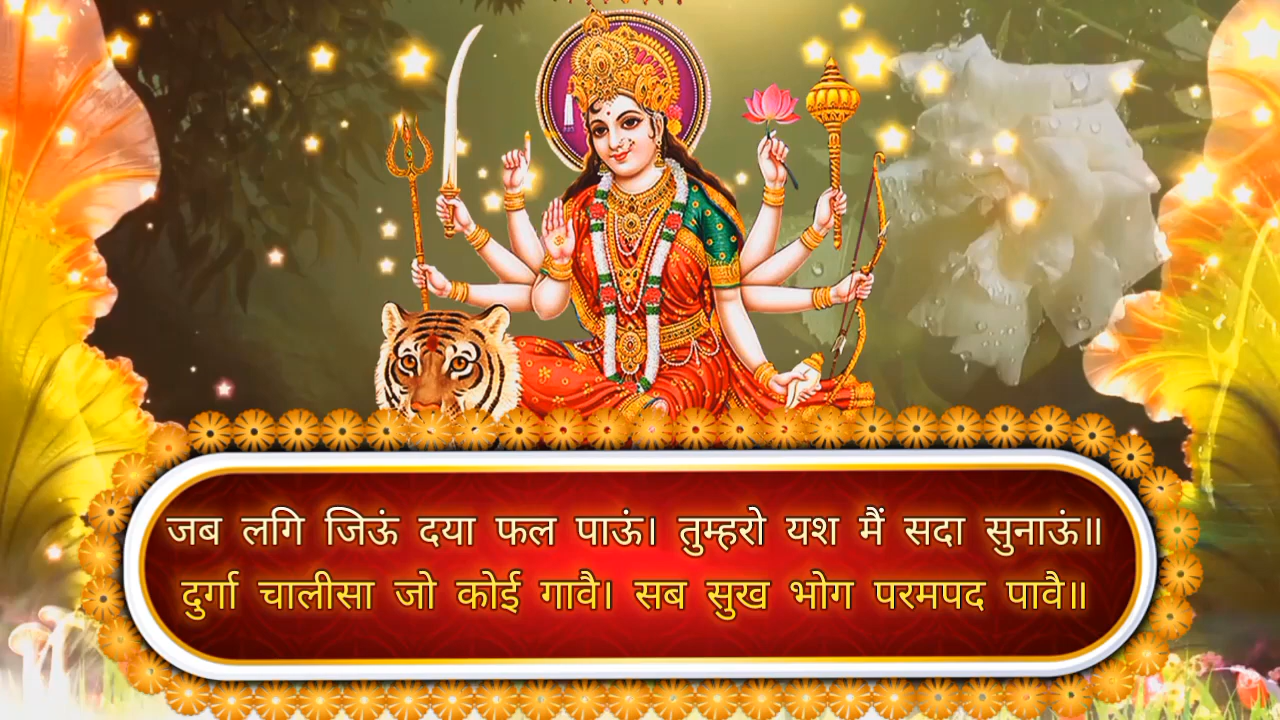 जब लगि जिऊं दया फल पाऊं। तुम्हरो यश मैं सदा सुनाऊं॥
दुर्गा चालीसा जो कोई गावै। सब सुख भोग परमपद पावै॥